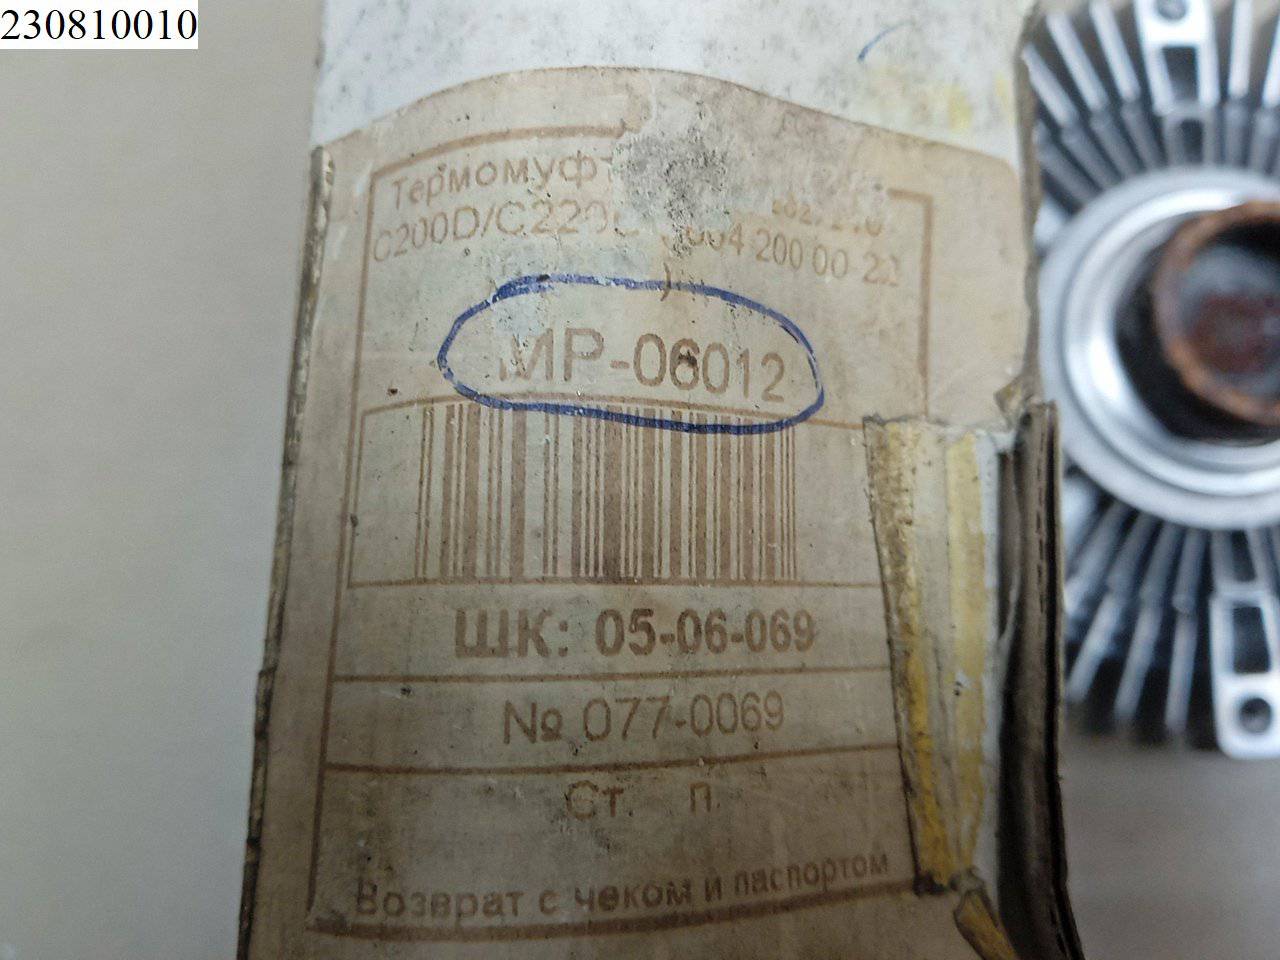 230810010
Термомуфт
C200D/C220D 004 200 00 22
)
MP-06012
ШК: 05-06-069
№ 077-0069
Ст. п.
Возврат с чеком и паспортом